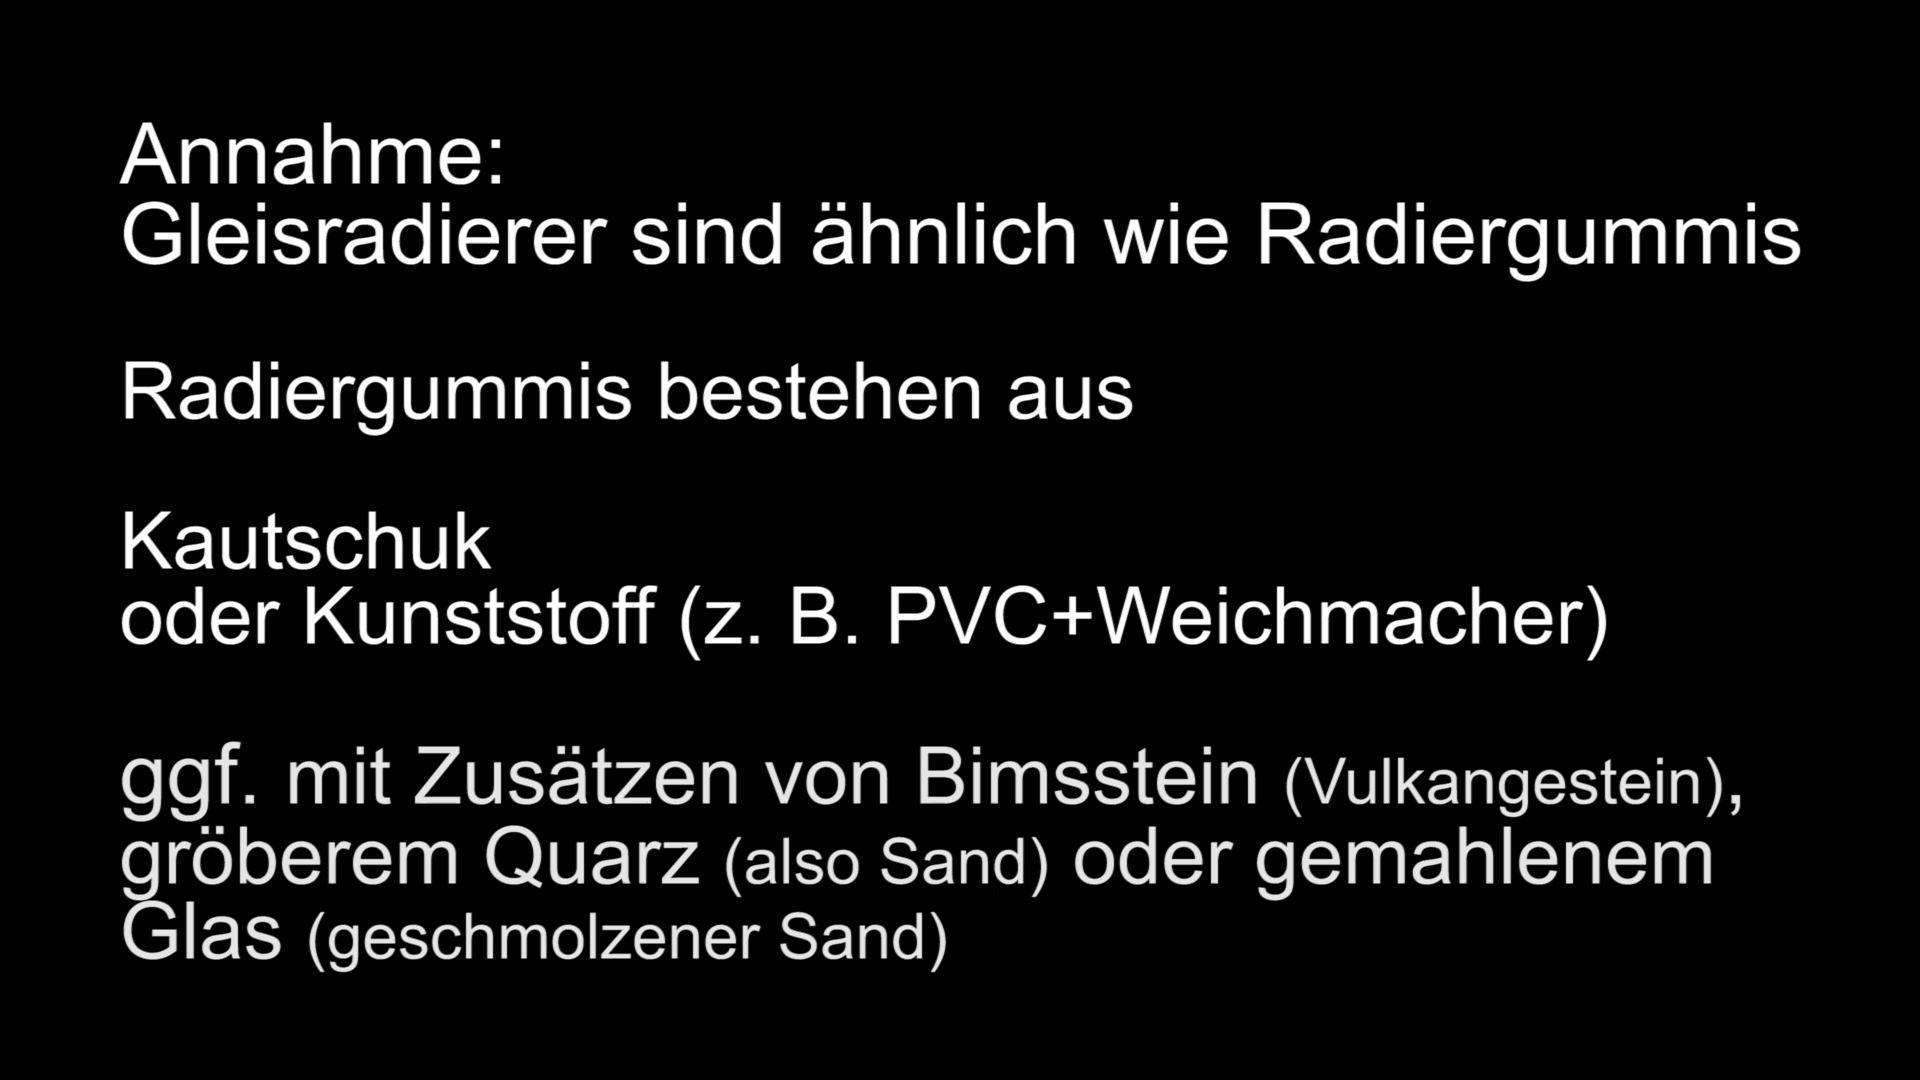 Annahme:
Gleisradierer sind ähnlich wie Radiergummis
Radiergummis bestehen aus
Kautschuk
oder Kunststoff (z. B. PVC+Weichmacher)
ggf. mit Zusätzen von Bimsstein (Vulkangestein),
gröberem Quarz (also Sand) oder gemahlenem
Glas (geschmolzener Sand)